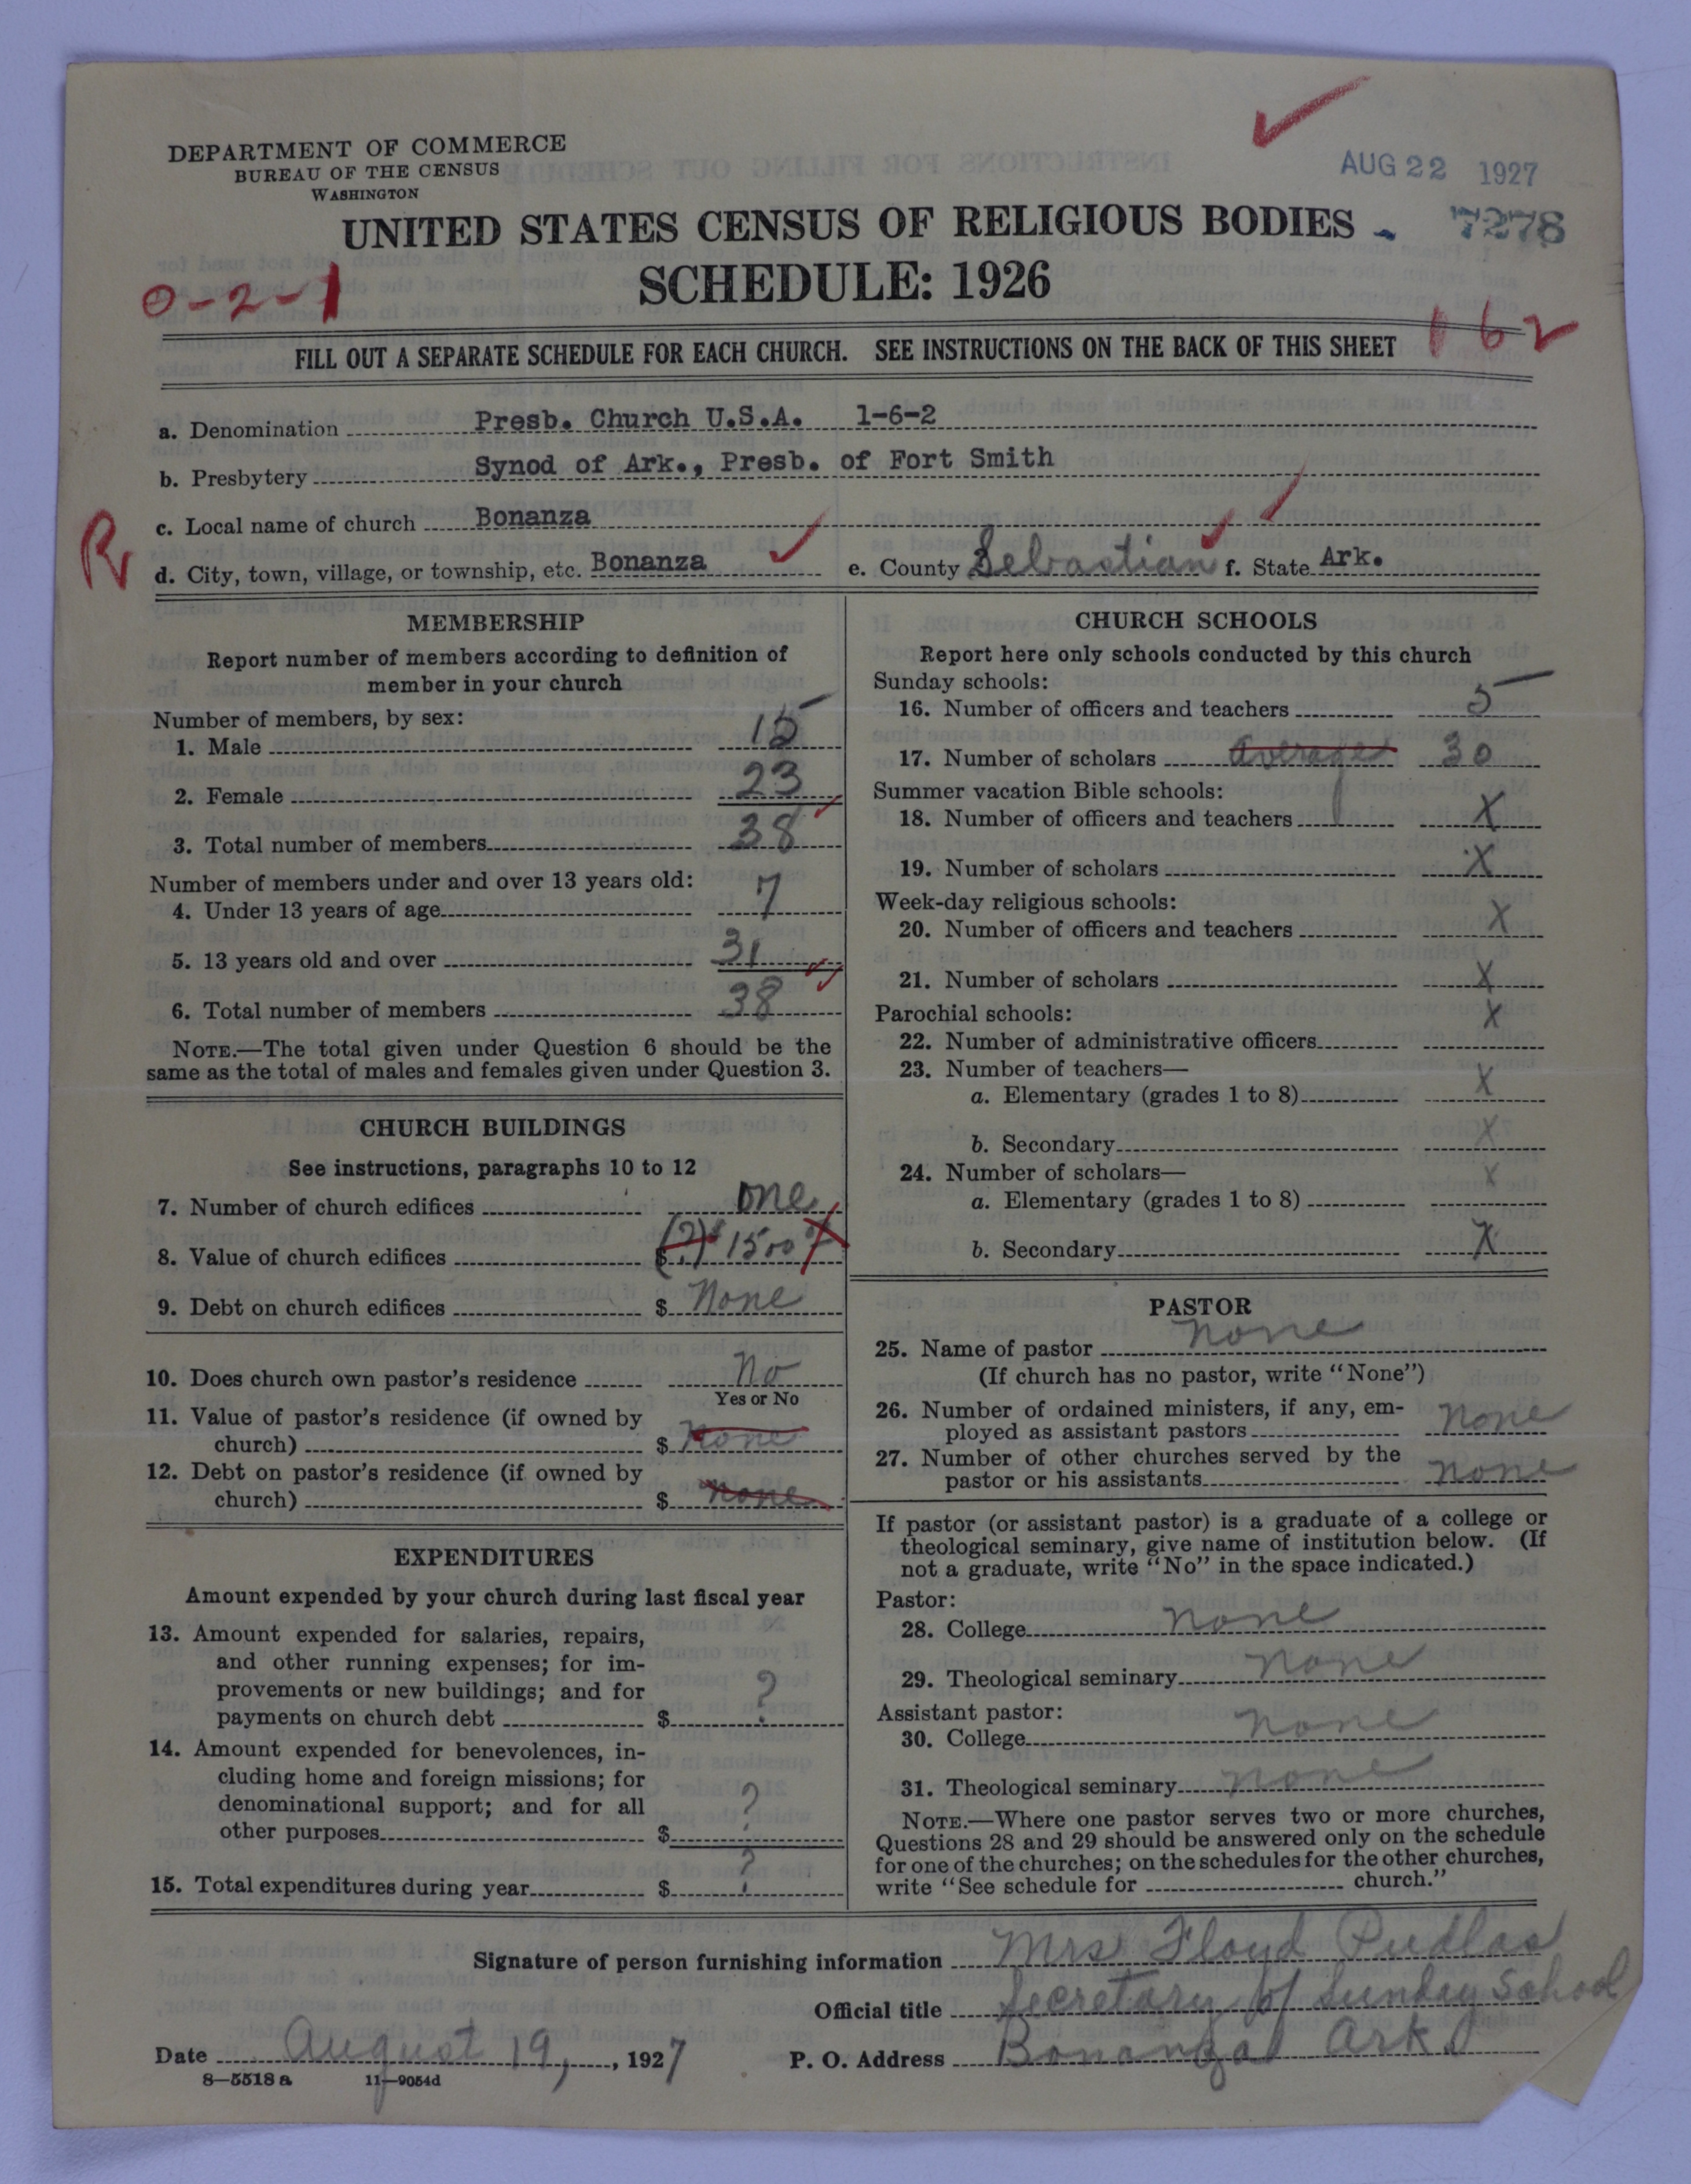 DEPARTMENT OF COMMERCE
BUREAU OF THE CENSUS
WASHINGTON
AUG 22 1927
UNITED STATES CENSUS OF RELIGIOUS BODIES
7278
SCHEDULE: 1926
0-2-1
162
FILL OUT A SEPARATE SCHEDULE FOR EACH CHURCH. SEE INSTRUCTIONS ON THE BACK OF THIS SHEET
a. Denomination Presb. Church U.S.A. 1-6-2
b. Presbytery Synod of Ark., Presb. of Fort Smith
c. Local name of church Bonanza
R
d. City, town, village, or township, etc. Bonanza e. County Sebastian f. State Ark.
MEMBERSHIP
Report number of members according to definition of
member in your church
Number of members, by sex:
1. Male 15
2. Female 23
3. Total number of members 38
Number of members under and over 13 years old:
4. Under 13 years of age 7
5. 13 years old and over 31
6. Total number of members 38
NOTE.—The total given under Question 6 should be the
same as the total of males and females given under Question 3.
CHURCH BUILDINGS
See instructions, paragraphs 10 to 12
7. Number of church edifices one
8. Value of church edifices $ (?) $1500
9. Debt on church edifices $ None
10. Does church own pastor's residence No
Yes or No
11. Value of pastor's residence (if owned by
church) $ none
12. Debt on pastor's residence (if owned by
church) $ none
EXPENDITURES
Amount expended by your church during last fiscal year
13. Amount expended for salaries, repairs,
and other running expenses; for im-
provements or new buildings; and for
payments on church debt $ ?
14. Amount expended for benevolences, in-
cluding home and foreign missions; for
denominational support; and for all
other purposes $ ?
15. Total expenditures during year $ ?
CHURCH SCHOOLS
Report here only schools conducted by this church
Sunday schools:
16. Number of officers and teachers 5
17. Number of scholars average 30
Summer vacation Bible schools:
18. Number of officers and teachers X
19. Number of scholars X
Week-day religious schools:
20. Number of officers and teachers X
21. Number of scholars X
Parochial schools:
22. Number of administrative officers X
23. Number of teachers—
a. Elementary (grades 1 to 8) X
b. Secondary X
24. Number of scholars—
a. Elementary (grades 1 to 8) X
b. Secondary X
PASTOR
25. Name of pastor none
(If church has no pastor, write "None")
26. Number of ordained ministers, if any, em-
ployed as assistant pastors none
27. Number of other churches served by the
pastor or his assistants none
If pastor (or assistant pastor) is a graduate of a college or
theological seminary, give name of institution below. (If
not a graduate, write "No" in the space indicated.)
Pastor:
28. College none
29. Theological seminary none
Assistant pastor:
30. College none
31. Theological seminary none
NOTE.—Where one pastor serves two or more churches,
Questions 28 and 29 should be answered only on the schedule
for one of the churches; on the schedules for the other churches,
write "See schedule for church."
Signature of person furnishing information Mrs Floyd Pudlas
Official title Secretary of Sunday School
Date August 19, 1927 P. O. Address Bonanza Ark.
8—5518 a 11—9054d